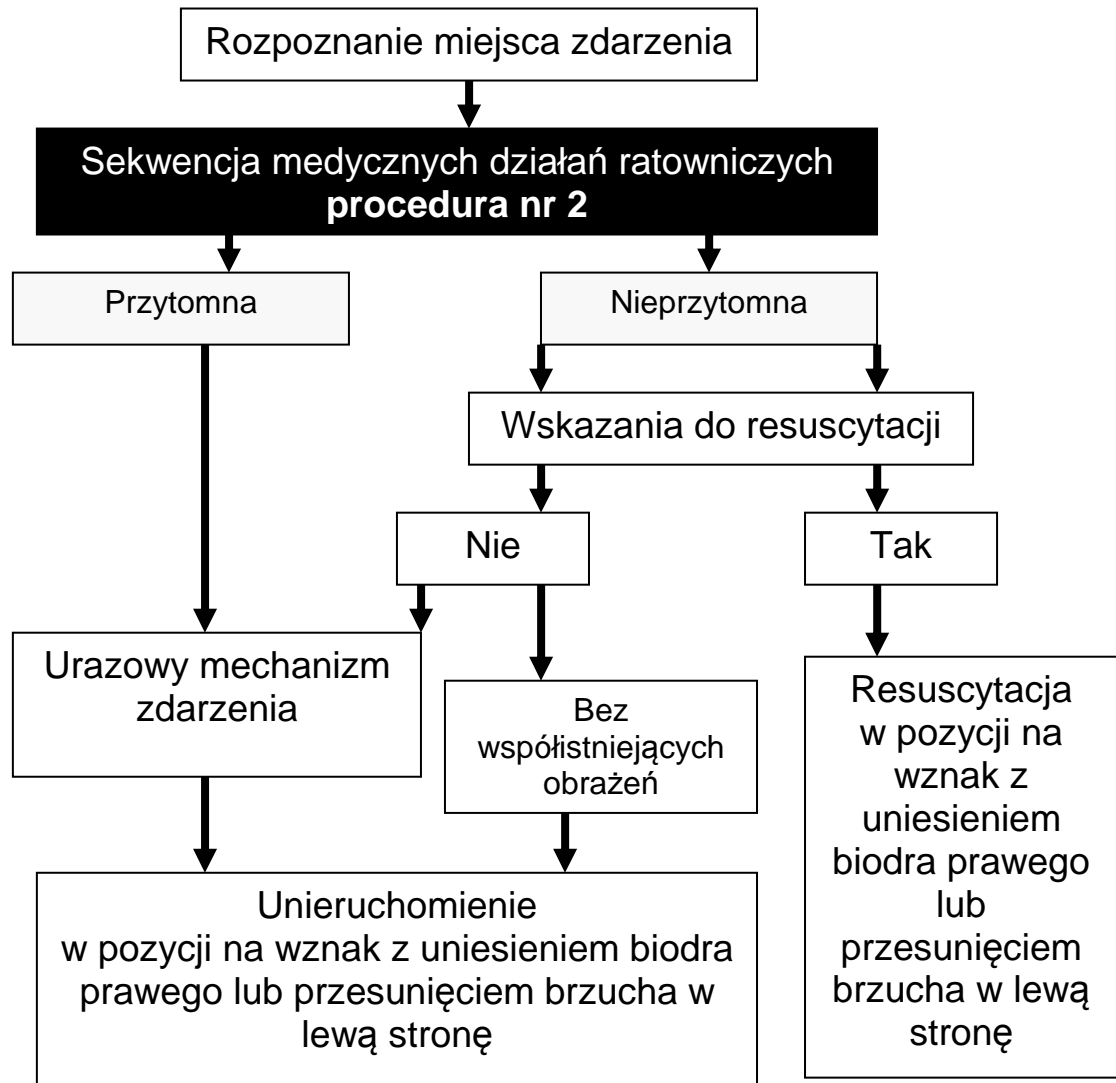 Rozpoznanie miejsca zdarzenia
Sekwencja medycznych działań ratowniczych
procedura nr 2
Przytomna
Nieprzytomna
Wskazania do resuscytacji
Nie
Tak
Urazowy mechanizm
zdarzenia
Bez
współistniejących
obrażeń
Resuscytacja
w pozycji na
wznak z
uniesieniem
biodra prawego
lub
przesunięciem
brzucha w lewą
stronę
Unieruchomienie
w pozycji na wznak z uniesieniem biodra
prawego lub przesunięciem brzucha w
lewą stronę